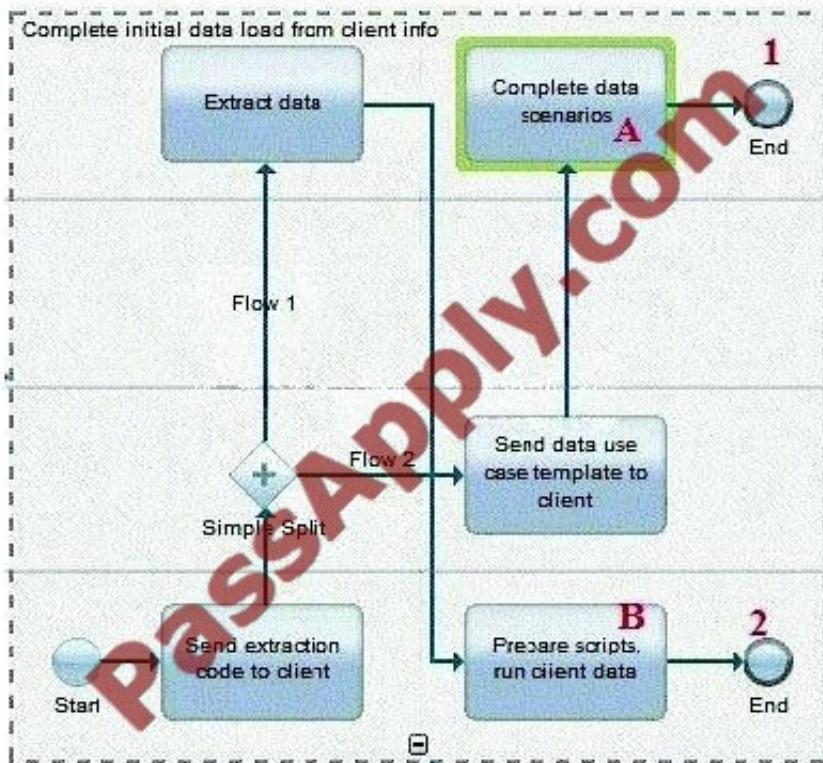 Complete initial data load from client info
Extract data
Complete data
scenarios
A
1
End
Flow 1
Flow 2
Simple Split
Send data use
case template to
client
Start
Send extraction
code to client
Prepare scripts,
run client data
B
2
End
PassApply.com